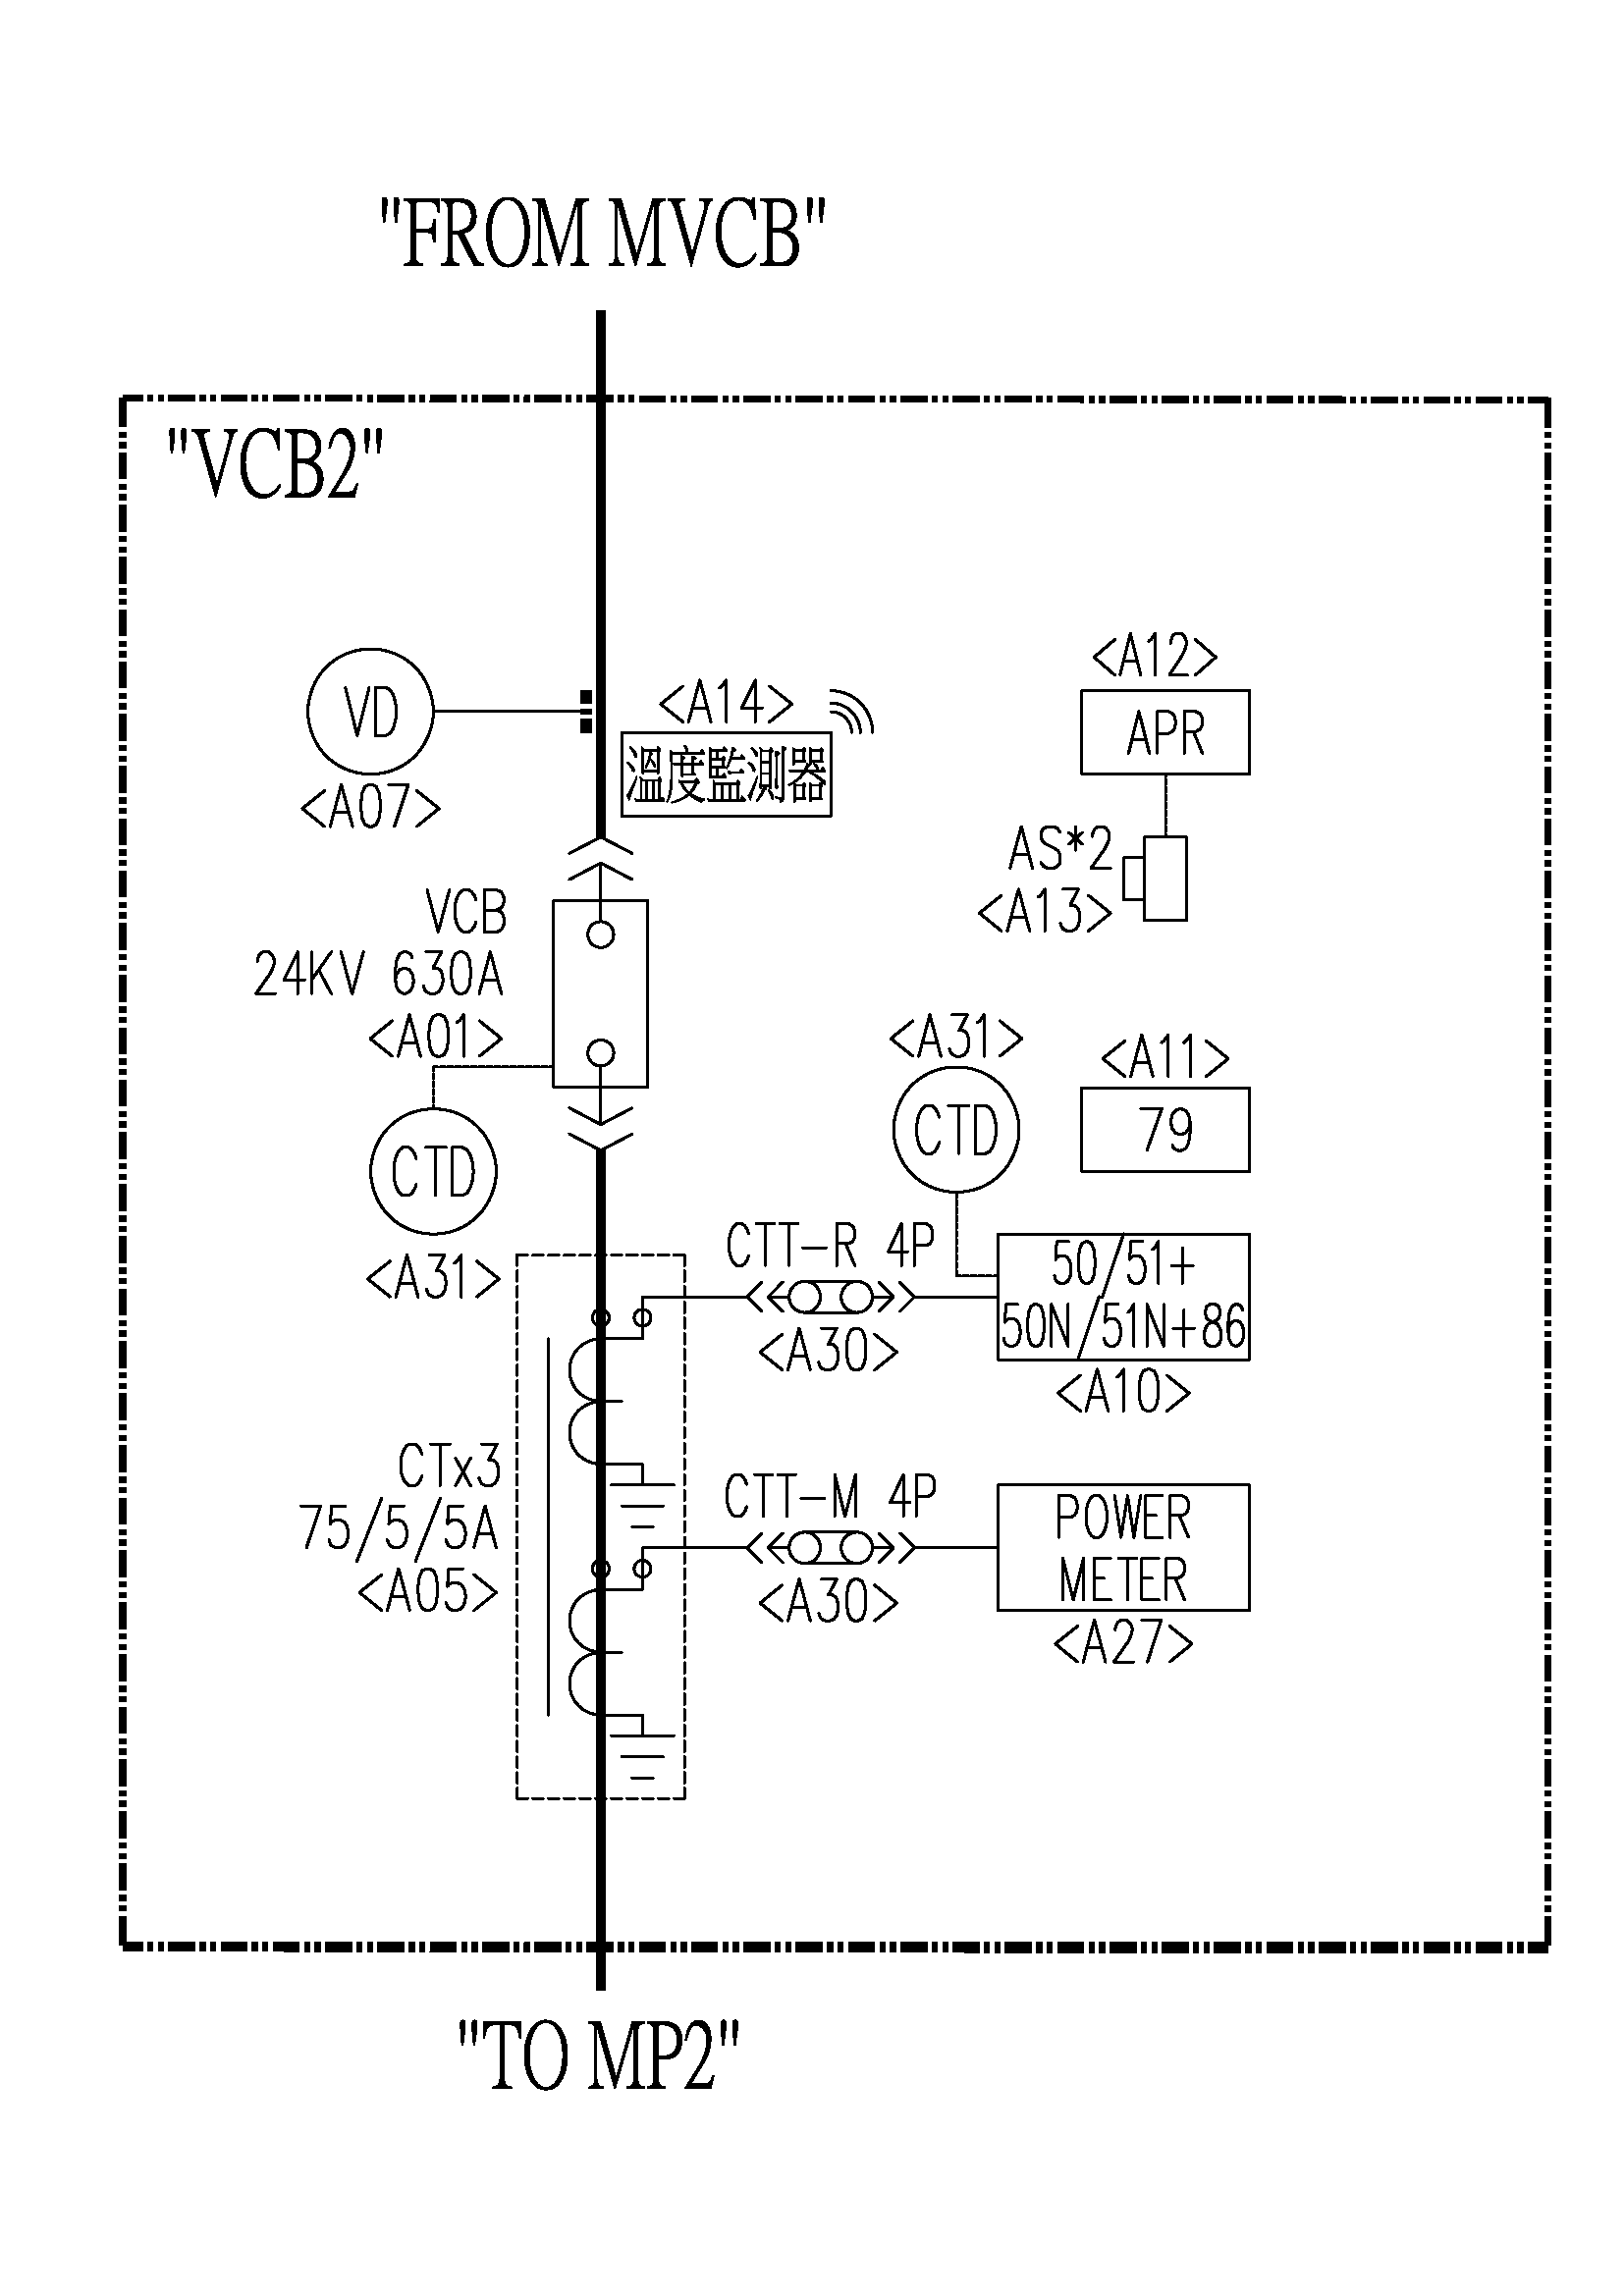 "FROM MVCB"
"VCB2"
<A12>
APR
<A14>
VD
溫度監測器
<A07>
AS*2
<A13>
VCB
24KV 630A
<A01>
<A31>
CTD
<A11>
79
CTD
<A31>
CTT-R 4P
<A30>
50/51+
50N/51N+86
<A10>
CTx3
75/5/5A
<A05>
CTT-M 4P
<A30>
POWER
METER
<A27>
"TO MP2"